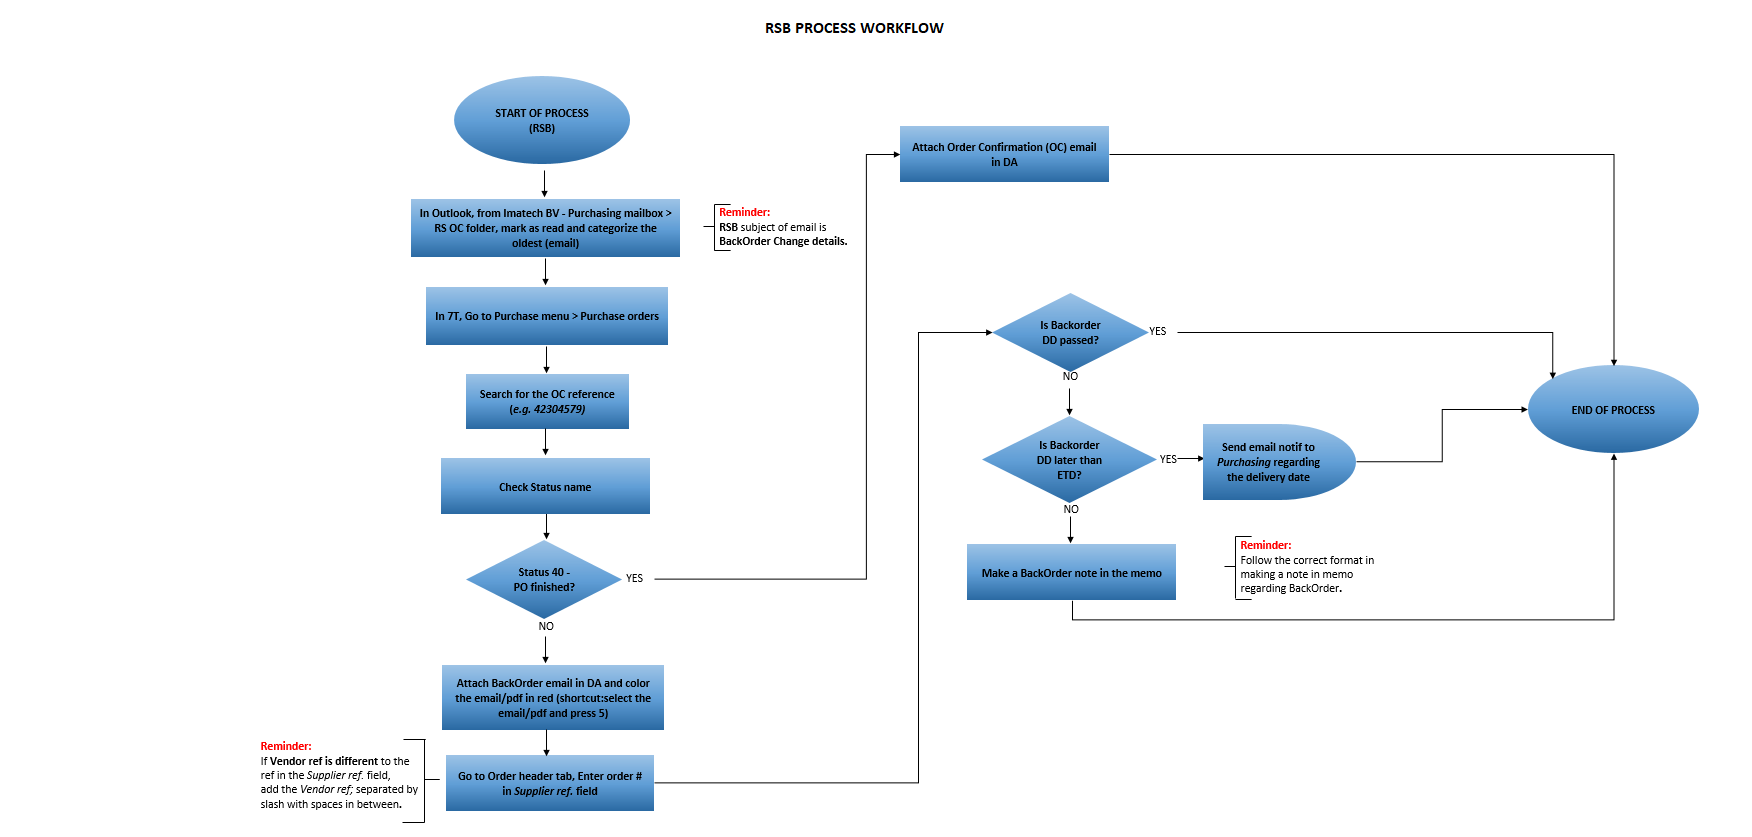 RSB PROCESS WORKFLOW
START OF PROCESS
(RSB)
In Outlook, from Imatech BV - Purchasing mailbox >
RS OC folder, mark as read and categorize the
oldest (email)
Reminder:
RSB subject of email is
BackOrder Change details.
In 7T, Go to Purchase menu > Purchase orders
Search for the OC reference
(e.g. 42304579)
Check Status name
Status 40 -
PO finished?
YES
NO
Attach BackOrder email in DA and color
the email/pdf in red (shortcut:select the
email/pdf and press 5)
Reminder:
If Vendor ref is different to the
ref in the Supplier ref. field,
add the Vendor ref; separated by
slash with spaces in between.
Go to Order header tab, Enter order #
in Supplier ref. field
Attach Order Confirmation (OC) email
in DA
Is Backorder
DD passed?
YES
NO
Is Backorder
DD later than
ETD?
YES
NO
Send email notif to
Purchasing regarding
the delivery date
Make a BackOrder note in the memo
Reminder:
Follow the correct format in
making a note in memo
regarding BackOrder.
END OF PROCESS